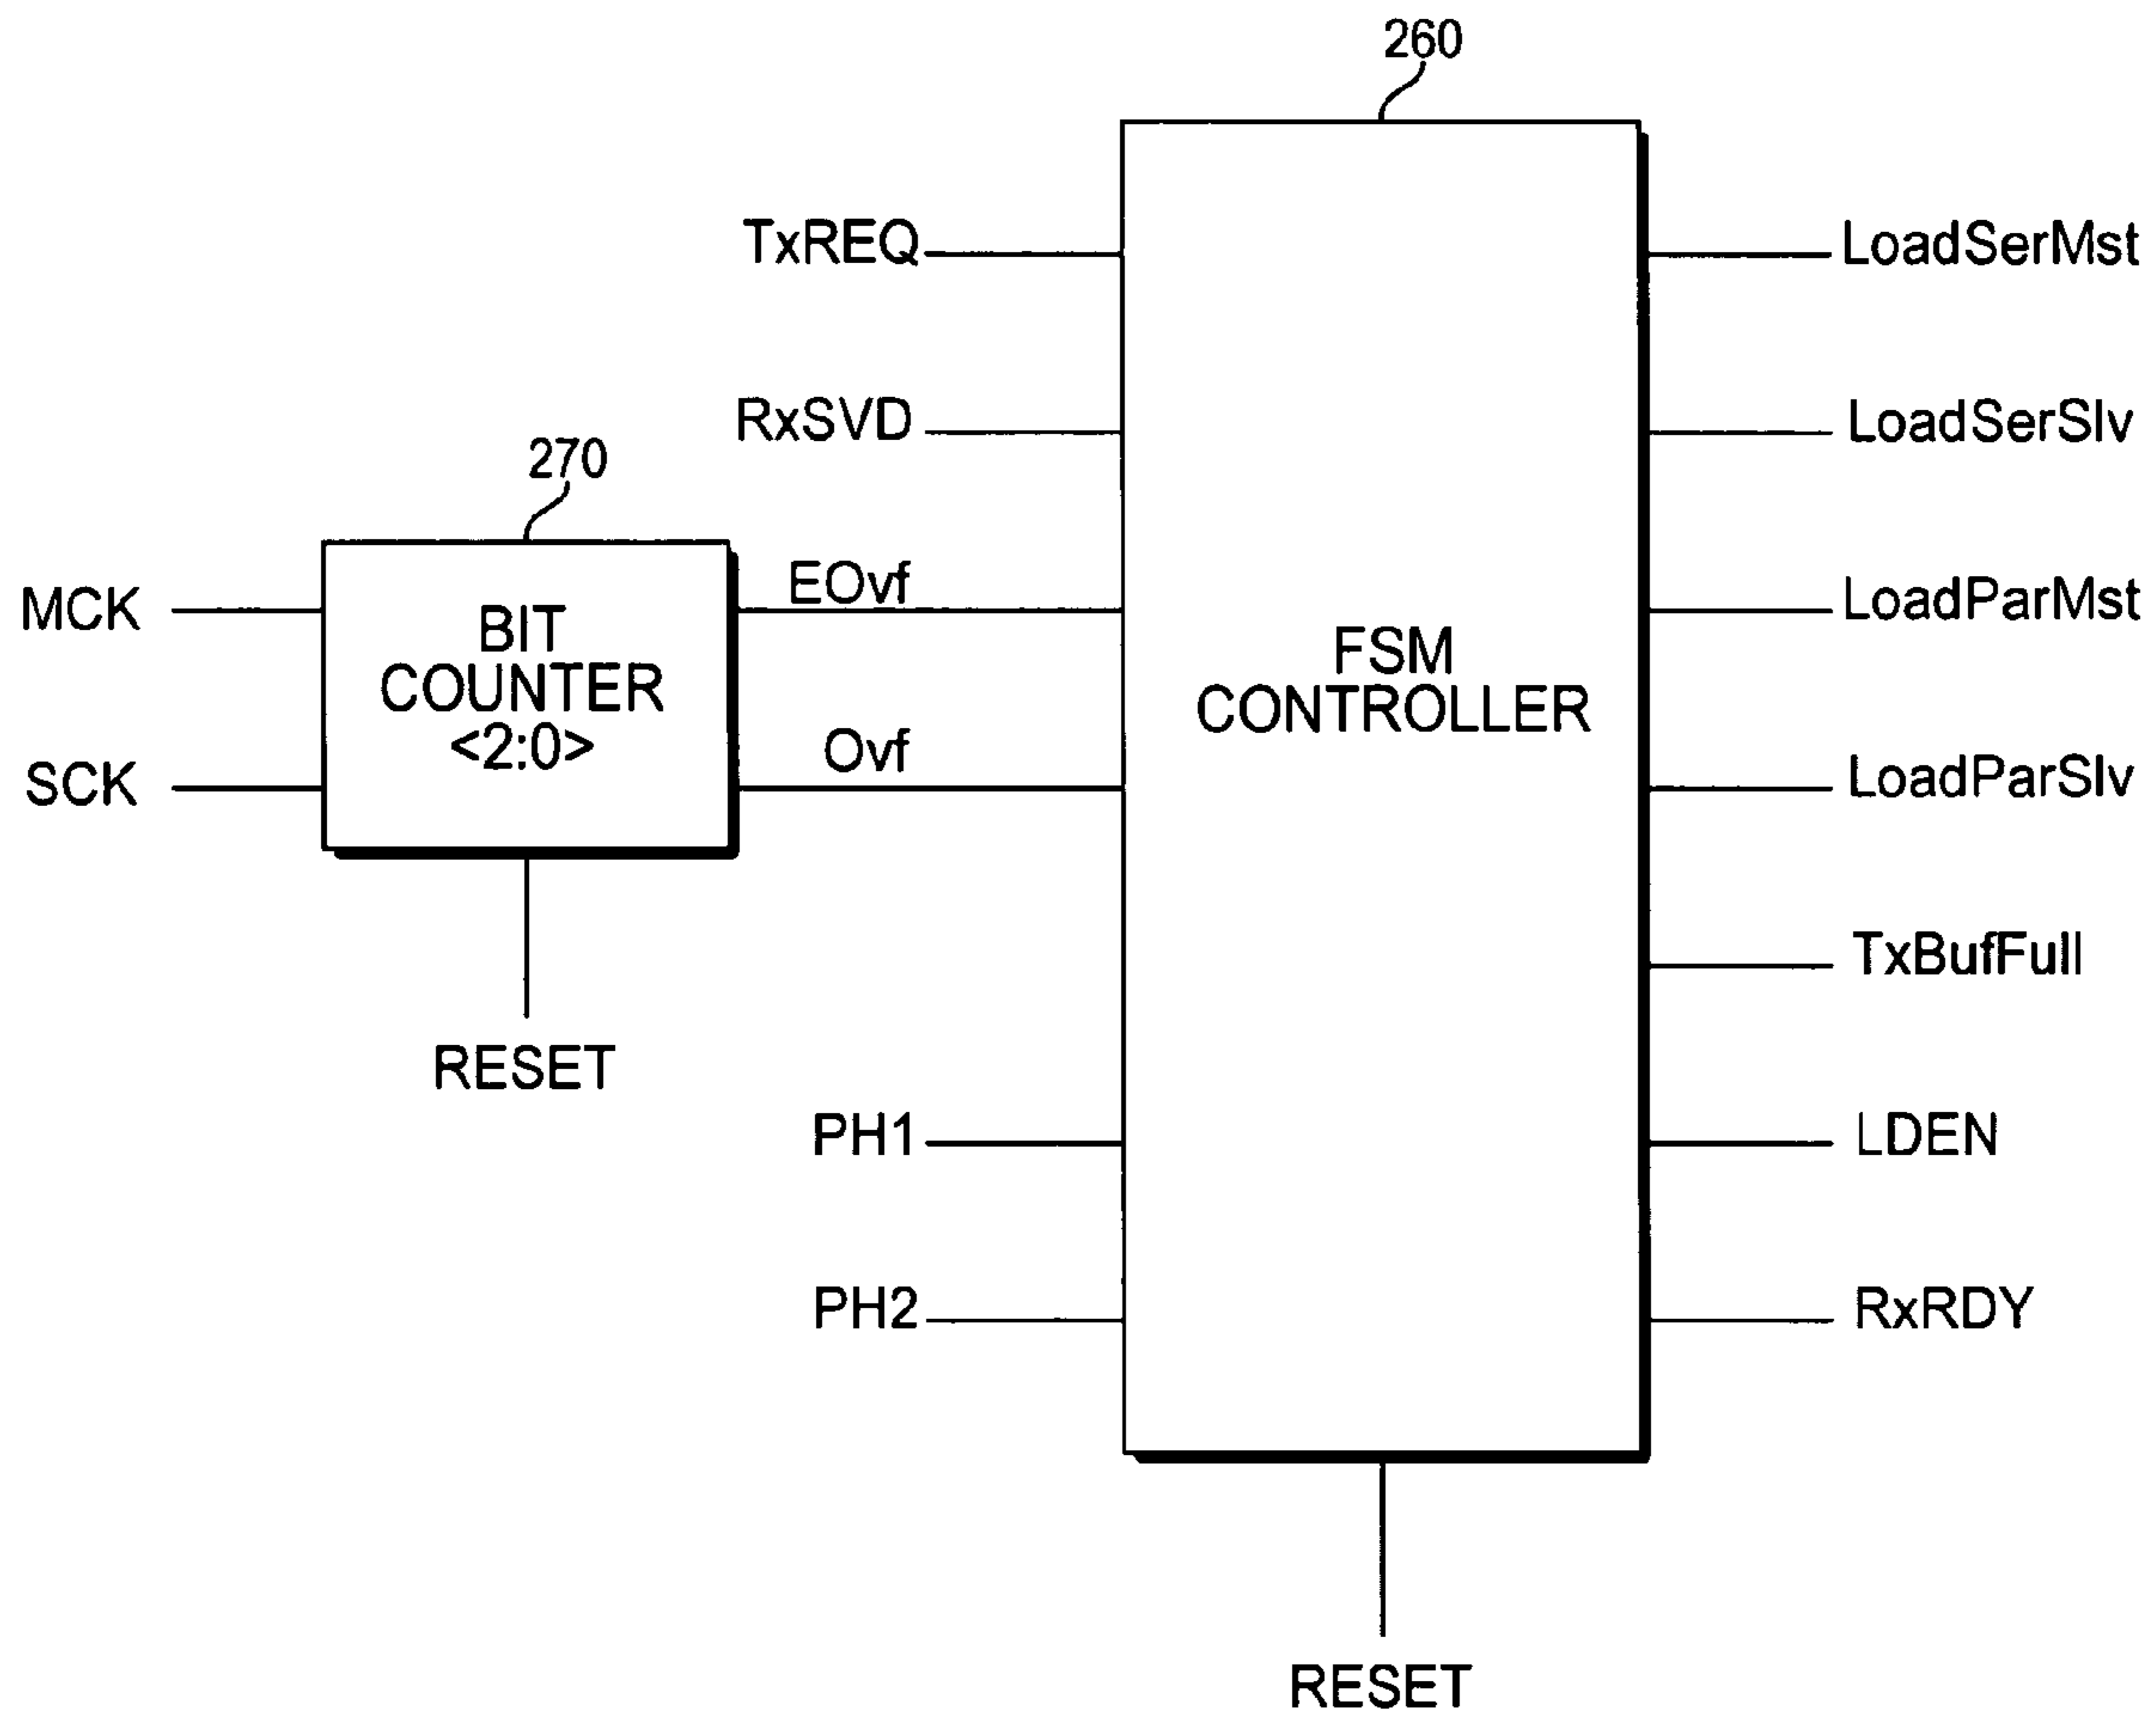 260
TxREQ
LoadSerMst
RxSVD
LoadSerSlv
270
MCK
BIT
COUNTER
<2:0>
EOvf
FSM
CONTROLLER
LoadParMst
SCK
Ovf
LoadParSlv
TxBufFull
RESET
PH1
LDEN
PH2
RxRDY
RESET